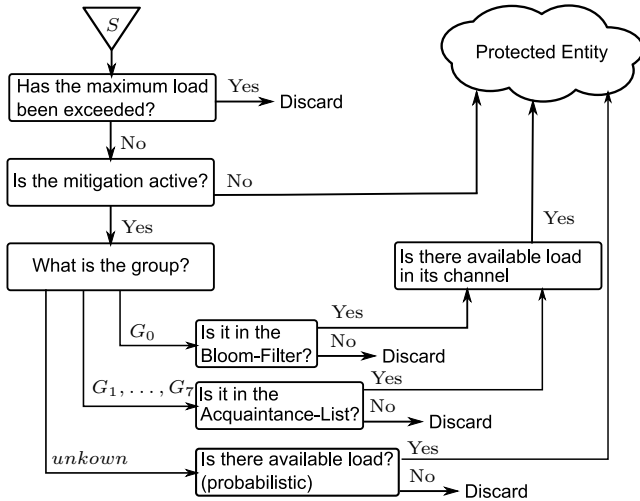 S
Protected Entity
Has the maximum load
been exceeded?
Yes
Discard
No
Is the mitigation active?
No
Yes
What is the group?
Is there available load
in its channel
Yes
G₀
Is it in the
Bloom-Filter?
Yes
No
Discard
G₁, . . . , G₇
Is it in the
Acquaintance-List?
Yes
No
Discard
unkown
Is there available load?
(probabilistic)
Yes
No
Discard